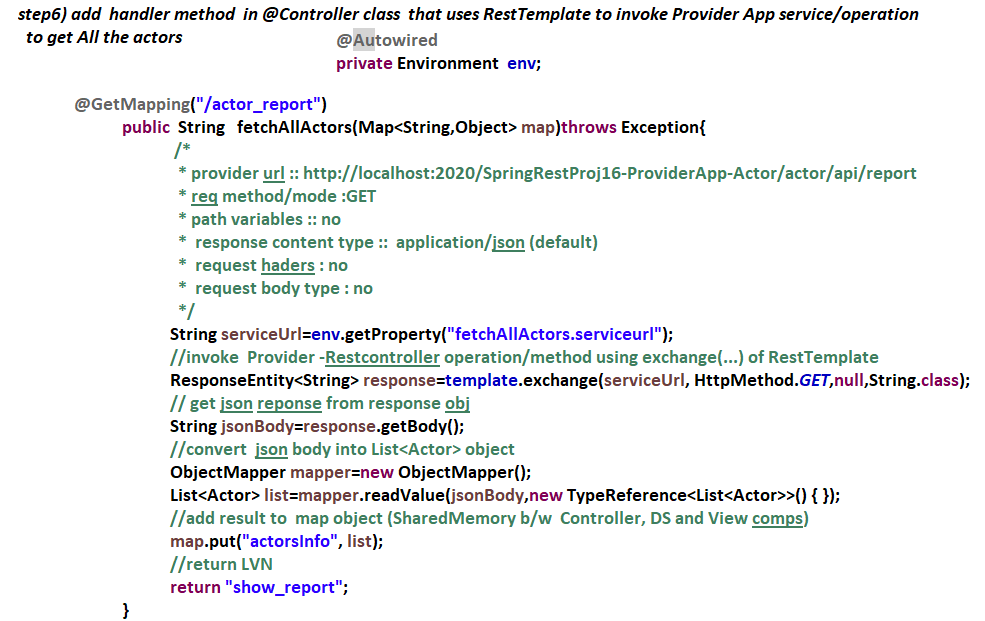 step6) add handler method in @Controller class that uses RestTemplate to invoke Provider App service/operation
to get All the actors
@Autowired
private Environment env;
@GetMapping("/actor_report")
public String fetchAllActors(Map<String,Object> map)throws Exception{
/*
* provider url :: http://localhost:2020/SpringRestProj16-ProviderApp-Actor/actor/api/report
* req method/mode :GET
* path variables :: no
* response content type :: application/json (default)
* request haders : no
* request body type : no
*/
String serviceUrl=env.getProperty("fetchAllActors.serviceurl");
//invoke Provider -Restcontroller operation/method using exchange(...) of RestTemplate
ResponseEntity<String> response=template.exchange(serviceUrl, HttpMethod.GET,null,String.class);
// get json reponse from response obj
String jsonBody=response.getBody();
//convert json body into List<Actor> object
ObjectMapper mapper=new ObjectMapper();
List<Actor> list=mapper.readValue(jsonBody,new TypeReference<List<Actor>>() { });
//add result to map object (SharedMemory b/w Controller, DS and View comps)
map.put("actorsInfo", list);
//return LVN
return "show_report";
}